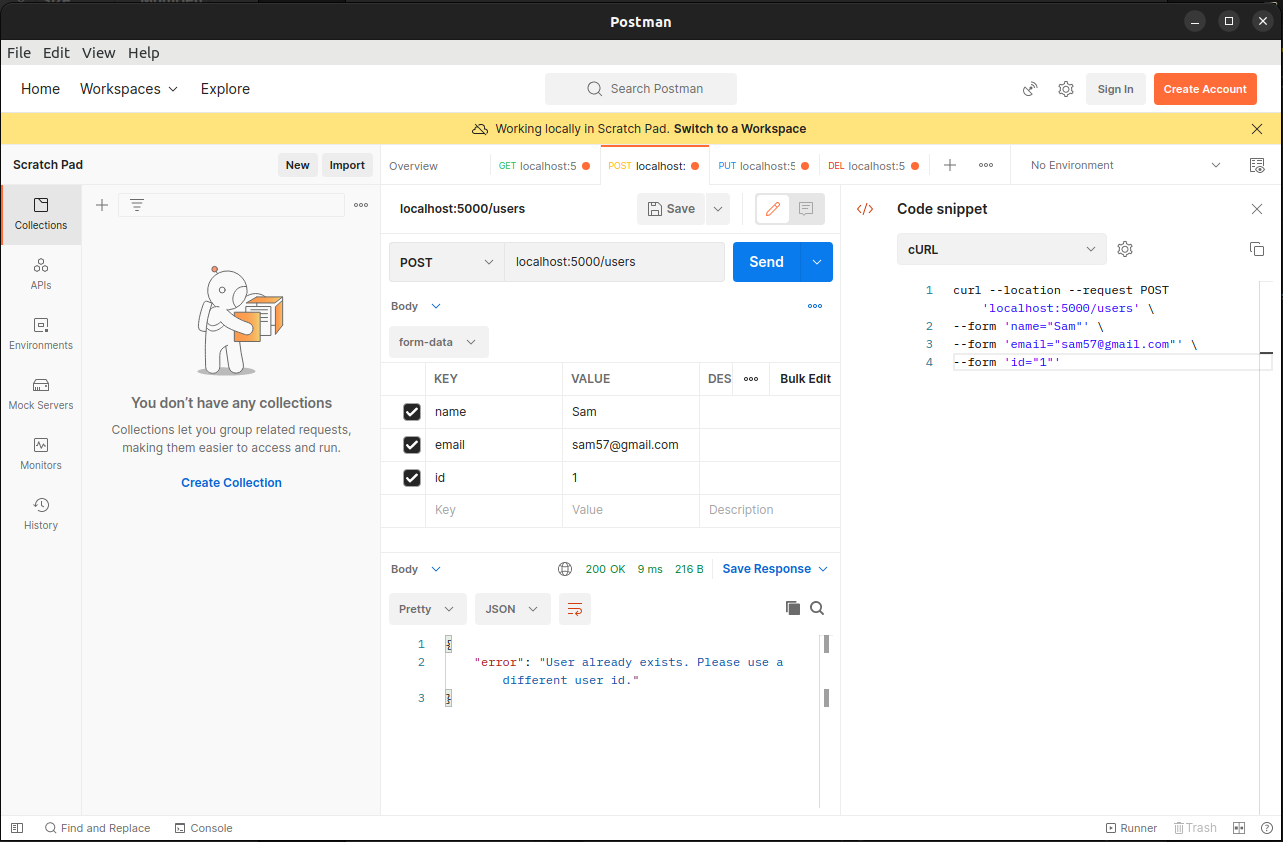 Postman
File Edit View Help
Home Workspaces Explore Search Postman Sign In Create Account
Working locally in Scratch Pad. Switch to a Workspace
Scratch Pad New Import
Overview GET localhost:5 POST localhost: PUT localhost:5 DEL localhost:5 No Environment
Collections
APIs
Environments
Mock Servers
Monitors
History
You don't have any collections
Collections let you group related requests,
making them easier to access and run.
Create Collection
localhost:5000/users Save
POST localhost:5000/users Send
Body
form-data
KEY VALUE DES Bulk Edit
name Sam
email sam57@gmail.com
id 1
Key Value Description
Body 200 OK 9 ms 216 B Save Response
Pretty JSON
1 {
2 "error": "User already exists. Please use a
different user id."
3 }
</> Code snippet
cURL
1 curl --location --request POST
'localhost:5000/users' \
2 --form 'name="Sam"' \
3 --form 'email="sam57@gmail.com"' \
4 --form 'id="1"'
Find and Replace Console Runner Trash